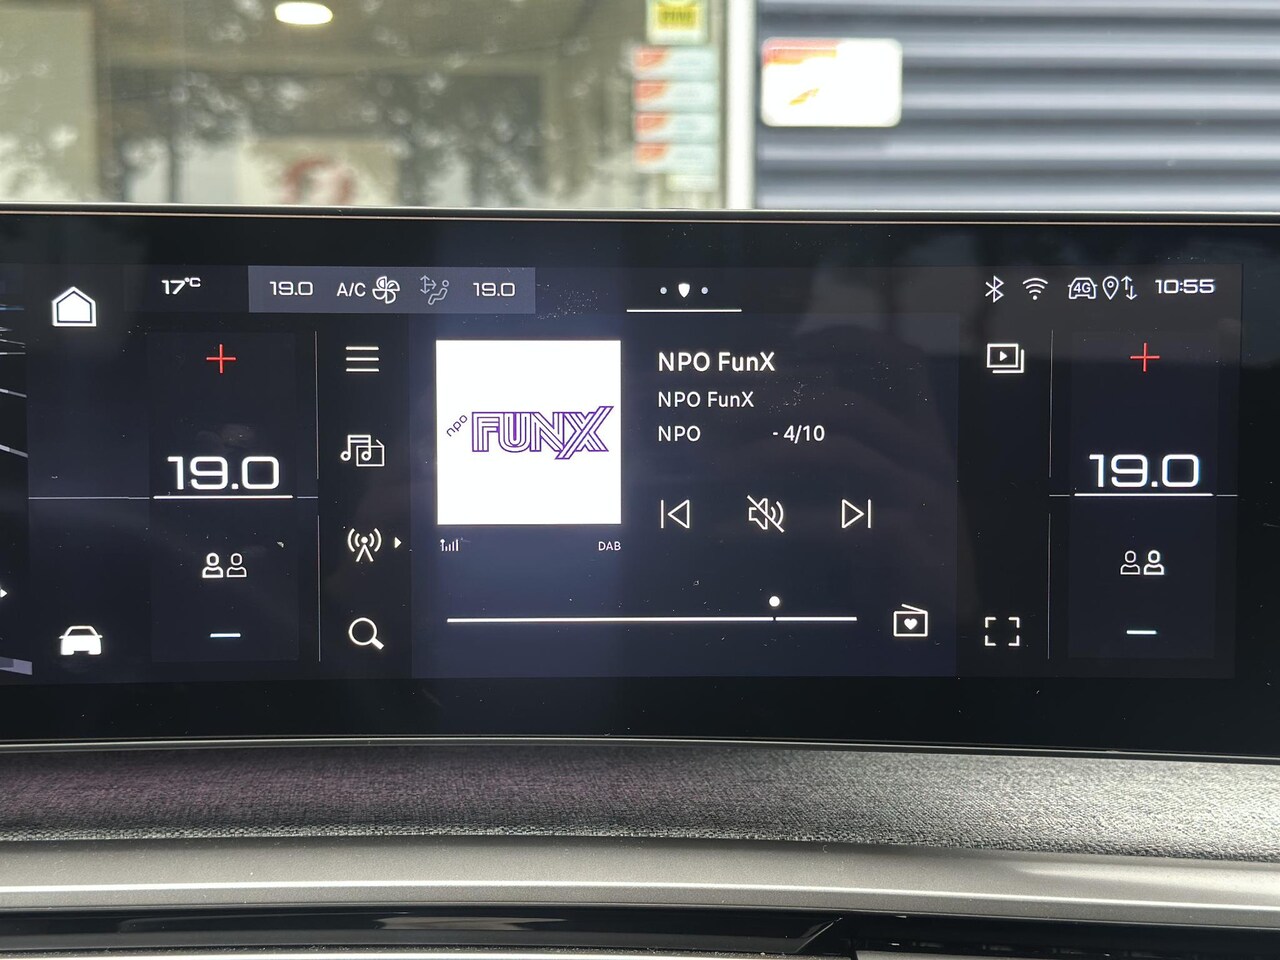 17°C
19.0 A/C 19.0
4G 10:55
19.0
npo FUNX
DAB
NPO FunX
NPO FunX
NPO - 4/10
19.0